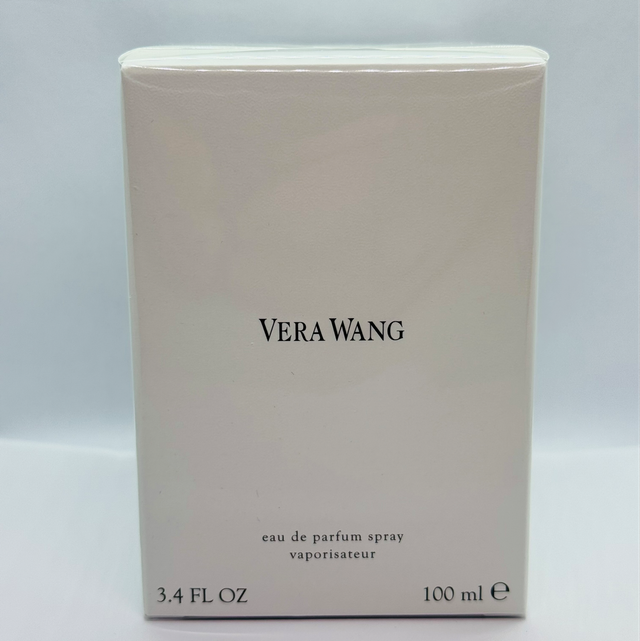 VERA WANG
eau de parfum spray
vaporisateur
3.4 FL OZ 100 ml ℮